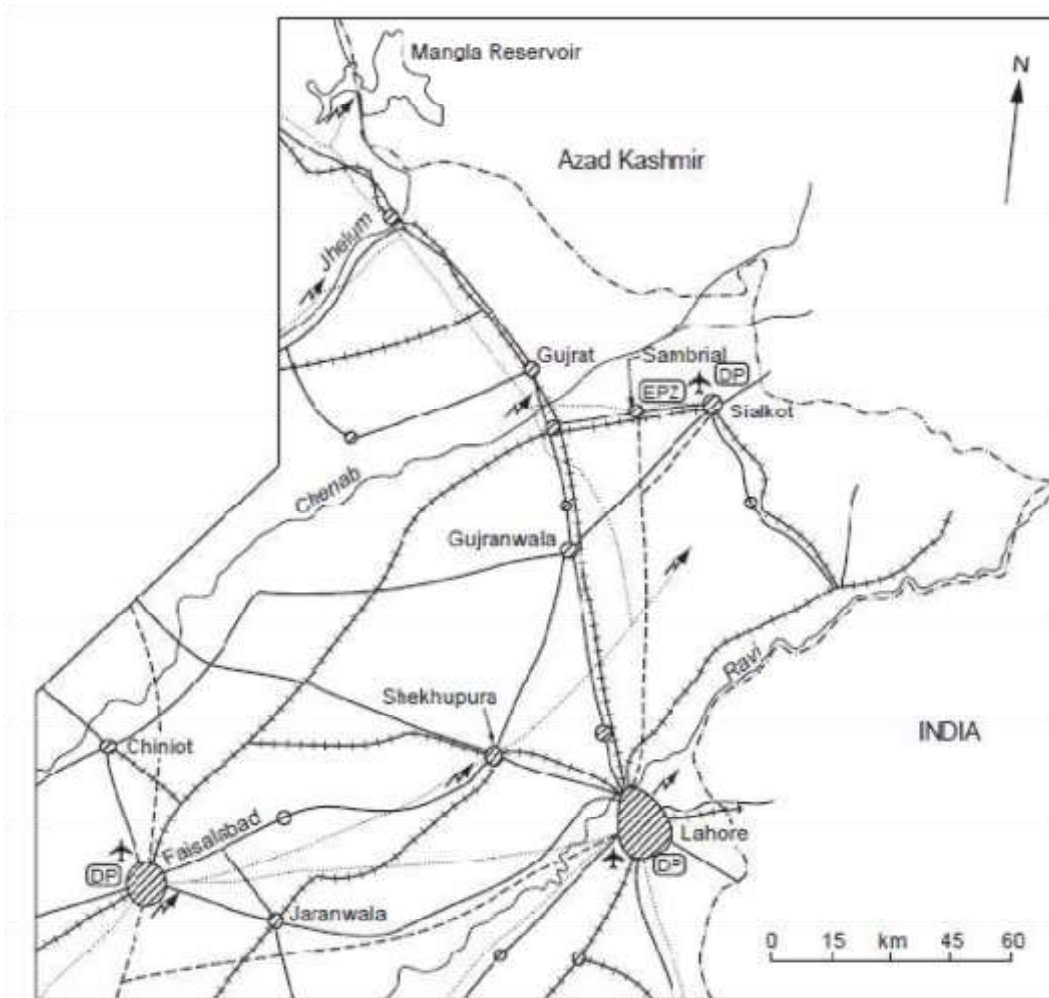 Mangla Reservoir
N
Azad Kashmir
Jhelum
Gujrat
Sambrial
DP
EPZ
Sialkot
Chenab
Gujranwala
Ravi
Shekhupura
INDIA
Chiniot
Faisalabad
Lahore
DP
DP
Jaranwala
0 15 km 45 60